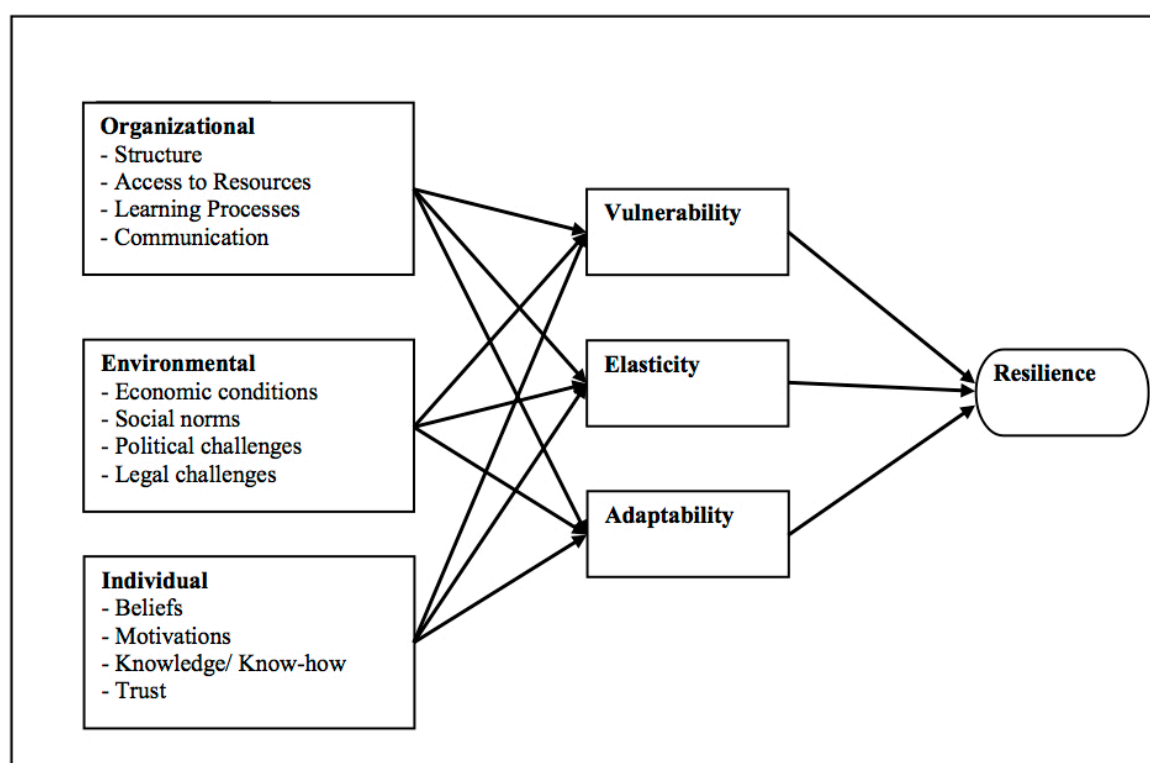 Organizational
- Structure
- Access to Resources
- Learning Processes
- Communication
Environmental
- Economic conditions
- Social norms
- Political challenges
- Legal challenges
Individual
- Beliefs
- Motivations
- Knowledge/ Know-how
- Trust
Vulnerability
Elasticity
Adaptability
Resilience